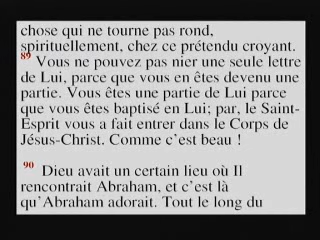 chose qui ne tourne pas rond,
spirituellement, chez ce prétendu croyant.
89 Vous ne pouvez pas nier une seule lettre
de Lui, parce que vous en êtes devenu une
partie. Vous êtes une partie de Lui parce
que vous êtes baptisé en Lui; par, le Saint-
Esprit vous a fait entrer dans le Corps de
Jésus-Christ. Comme c'est beau !
90 Dieu avait un certain lieu où Il
rencontrait Abraham, et c'est là
qu'Abraham adorait. Tout le long du